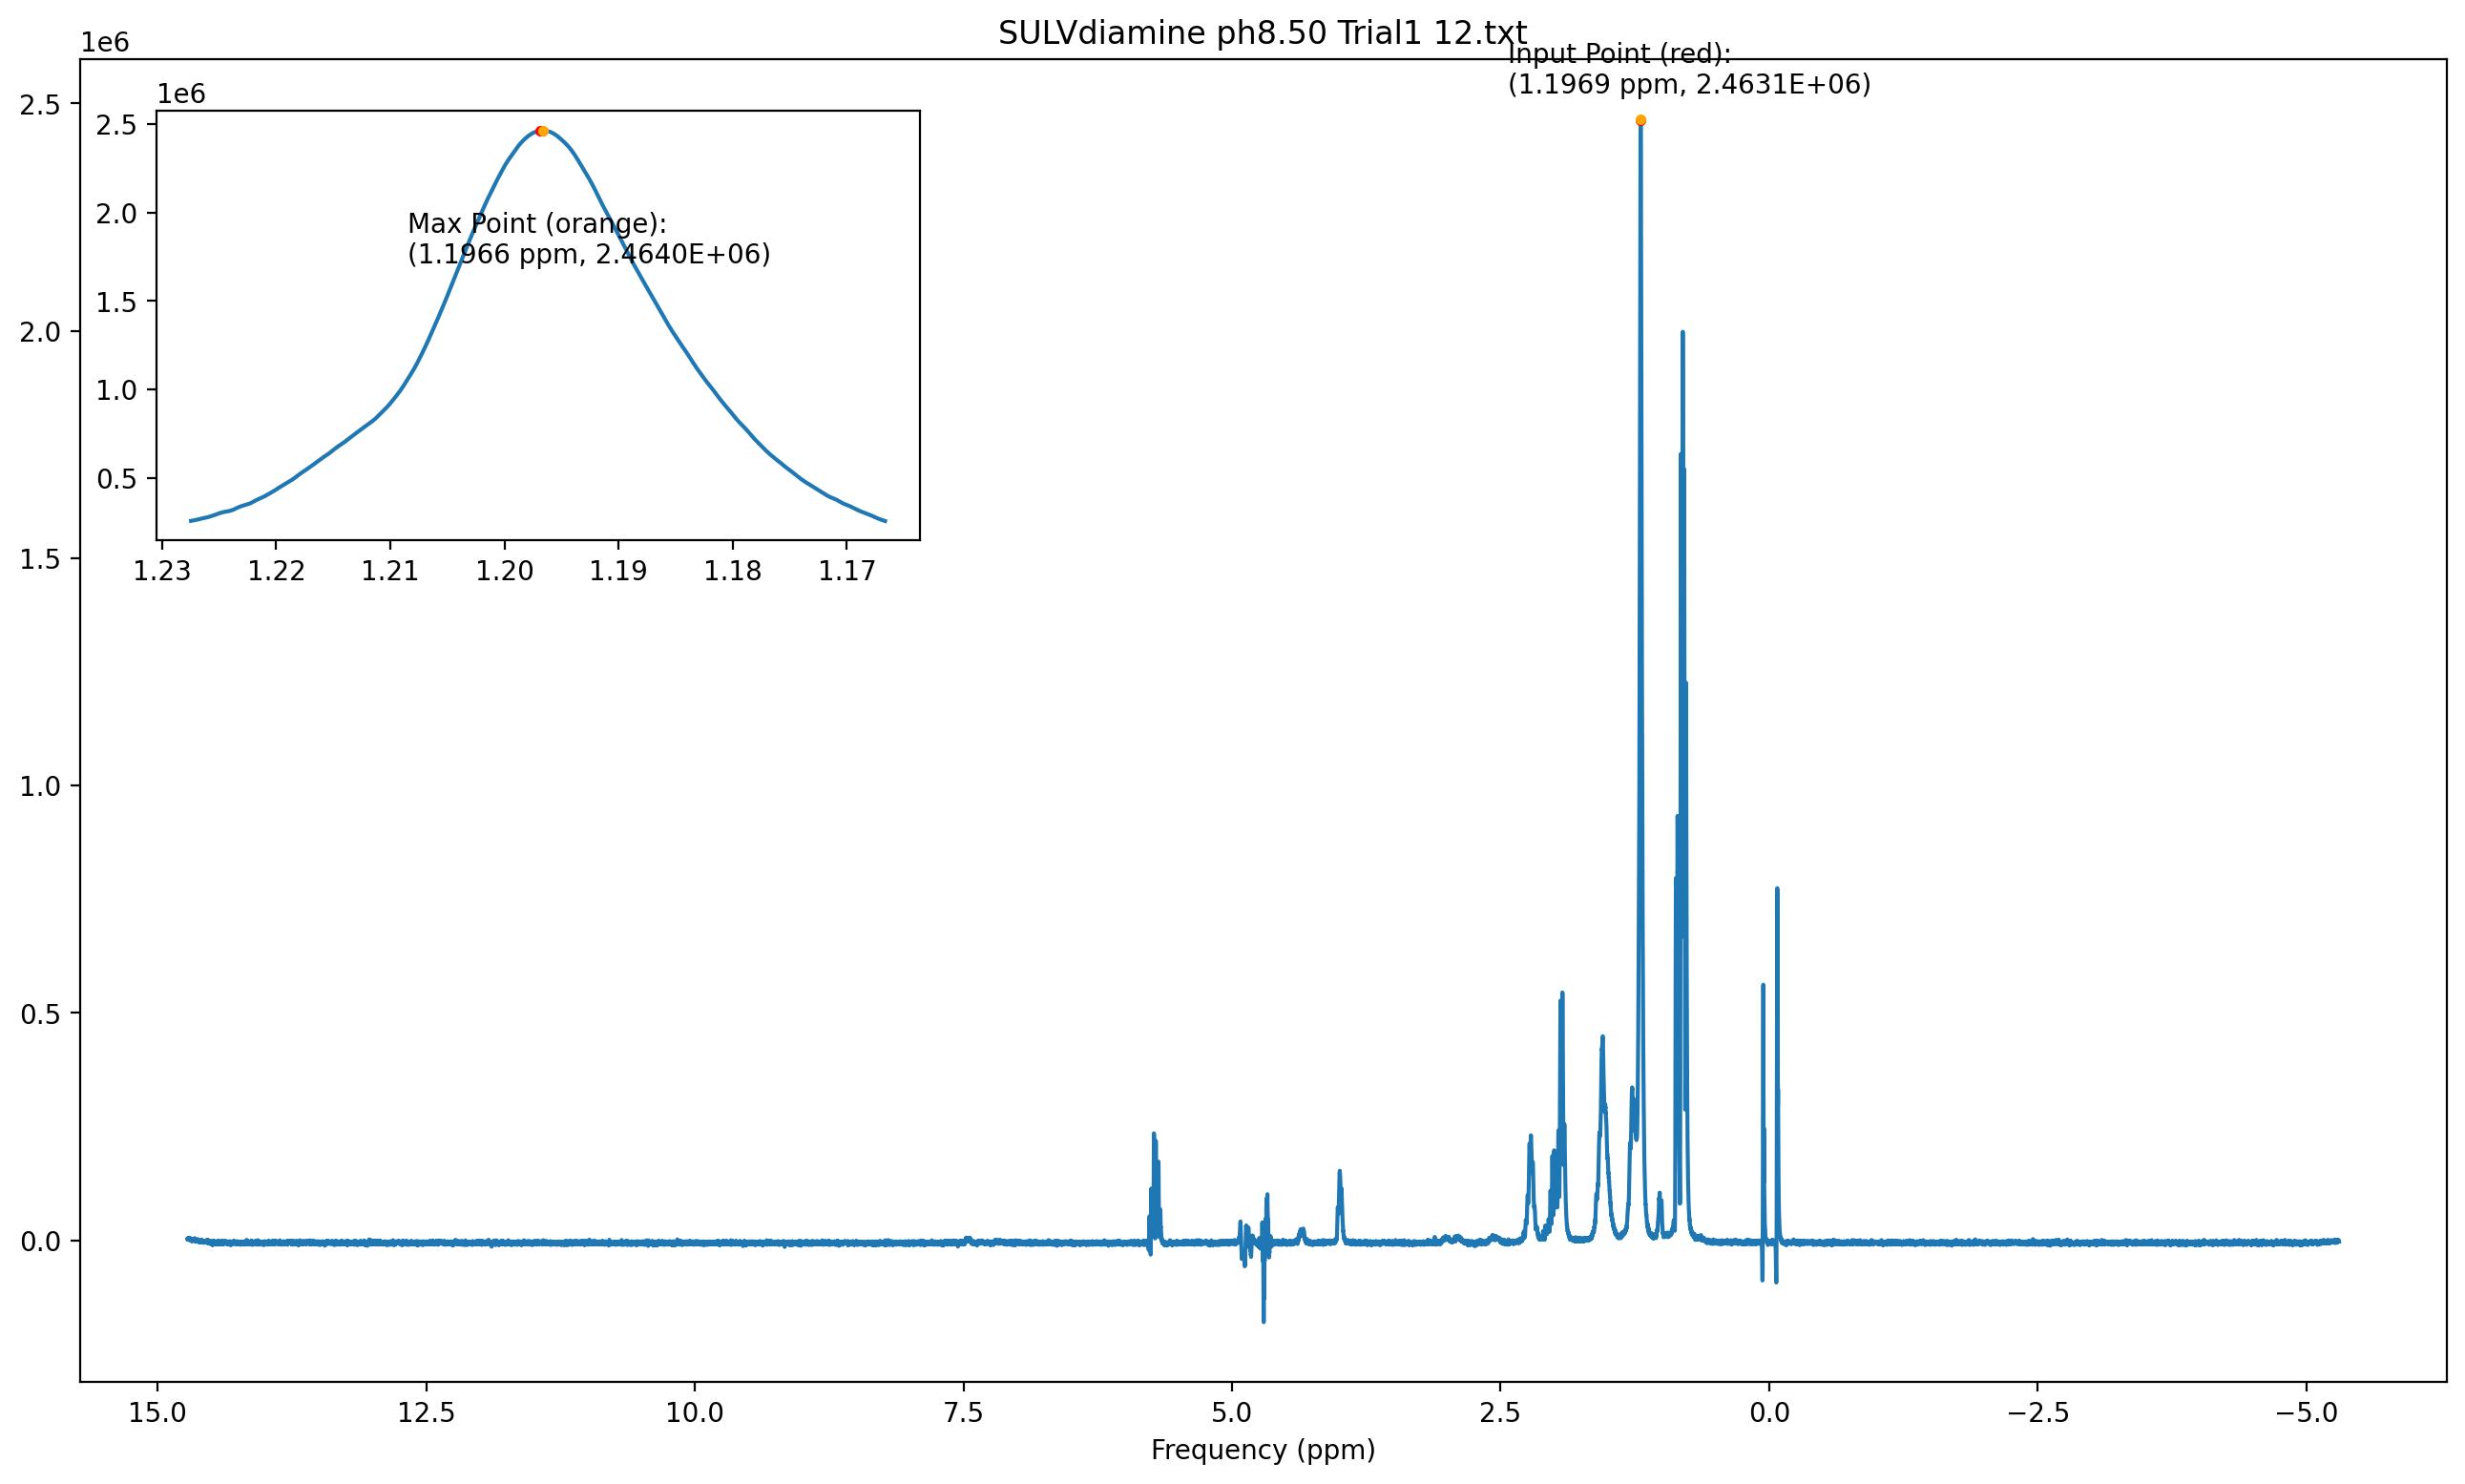 SULVdiamine ph8.50 Trial1 12.txt
1e6
Input Point (red):
(1.1969 ppm, 2.4631E+06)
2.5
2.0
1.5
1.0
0.5
0.0
1e6
2.5
2.0
1.5
1.0
0.5
Max Point (orange):
(1.1966 ppm, 2.4640E+06)
1.23 1.22 1.21 1.20 1.19 1.18 1.17
15.0 12.5 10.0 7.5 5.0 2.5 0.0 −2.5 −5.0
Frequency (ppm)